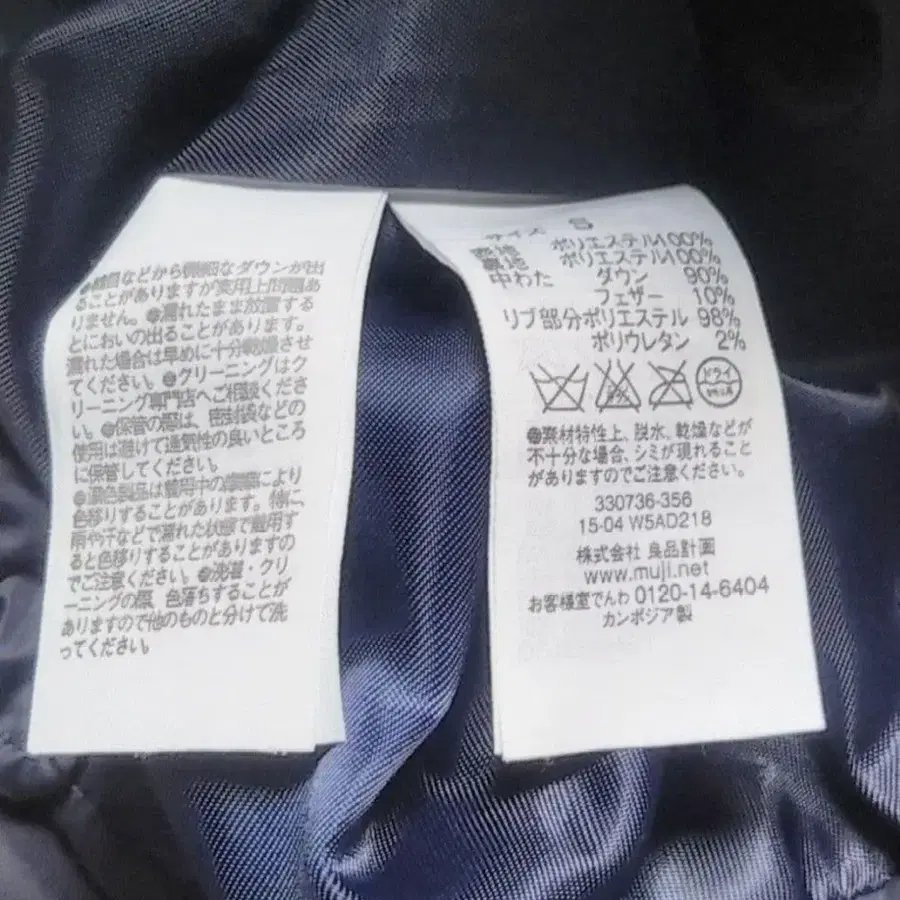 ●縫目などから微細なダウンが出
ることがありますが実用上問題あ
りません。●濡れたまま放置する
とにおいの出ることがあります。
濡れた場合は早めに十分乾燥させ
てください。●クリーニングはク
リーニング専門店へご相談くださ
い。●保管の際は、密封袋などの
使用は避けて通気性の良いところ
に保管してください。
●濃色製品は着用中の摩擦により
色移りすることがあります。特に、
雨や汗などで濡れた状態で着用す
ると色移りすることがありますの
でご注意ください。●洗濯・クリ
ーニングの際、色落ちすることが
ありますので他のものと分けて洗
ってください。
サイズ S
表地 ポリエステル100%
裏地 ポリエステル100%
中わた ダウン 90%
フェザー 10%
リブ部分ポリエステル 98%
ポリウレタン 2%
ドライ
●素材特性上、脱水、乾燥などが
不十分な場合、シミが現れること
がありますのでご注意ください。
330736-356
15-04 W5AD218
株式会社 良品計画
www.muji.net
お客様室でんわ 0120-14-6404
カンボジア製